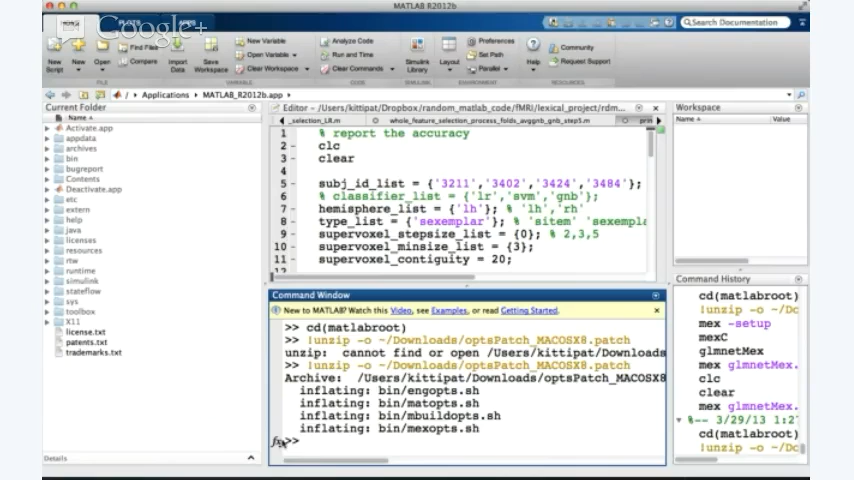 MATLAB R2012b
Google+
PLOTS
Search Documentation
New Script
New
Open
Find Files
Compare
Import Data
Save Workspace
New Variable
Open Variable
Clear Workspace
Analyze Code
Run and Time
Clear Commands
Simulink Library
Layout
Preferences
Set Path
Parallel
Help
Community
Request Support
FILE
VARIABLE
CODE
SIMULINK
ENVIRONMENT
RESOURCES
/ Applications MATLAB_R2012b.app
Current Folder
Name
Activate.app
appdata
archives
bin
bugreport
Contents
Deactivate.app
etc
extern
help
java
licenses
resources
rtw
runtime
simulink
stateflow
sys
toolbox
X11
license.txt
patents.txt
trademarks.txt
Details
Editor - /Users/kittipat/Dropbox/random_matlab_code/fMRI/lexical_project/rdm...
_selection_LR.m
whole_feature_selection_process_folds_avggnb_gnb_step5.m
1 % report the accuracy
2 clc
3 clear
4
5 subj_id_list = {'3211','3402','3424','3484'};
6 % classifier_list = {'lr','svm','gnb'};
7 hemisphere_list = {'lh'}; % 'lh','rh'
8 type_list = {'sexemplar'}; % 'sitem' 'sexempla
9 supervoxel_stepsize_list = {0}; % 2,3,5
10 supervoxel_minsize_list = {3};
11 supervoxel_contiguity = 20;
12
Command Window
New to MATLAB? Watch this Video, see Examples, or read Getting Started.
>> cd(matlabroot)
>> !unzip -o ~/Downloads/optsPatch_MACOSX8.patch
unzip: cannot find or open /Users/kittipat/Downloads
>> !unzip -o ~/Downloads/optsPatch_MACOSX8.patch
Archive: /Users/kittipat/Downloads/optsPatch_MACOSX8
inflating: bin/engopts.sh
inflating: bin/matopts.sh
inflating: bin/mbuildopts.sh
inflating: bin/mexopts.sh
fx >>
Workspace
Name
Value
Command History
cd(matlabroot)
!unzip -o ~/Do
mex -setup
mexC
glmnetMex
mex glmnetMex.
clc
clear
mex glmnetMex.
%-- 3/29/13 1:2
cd(matlabroot)
!unzip -o ~/Do